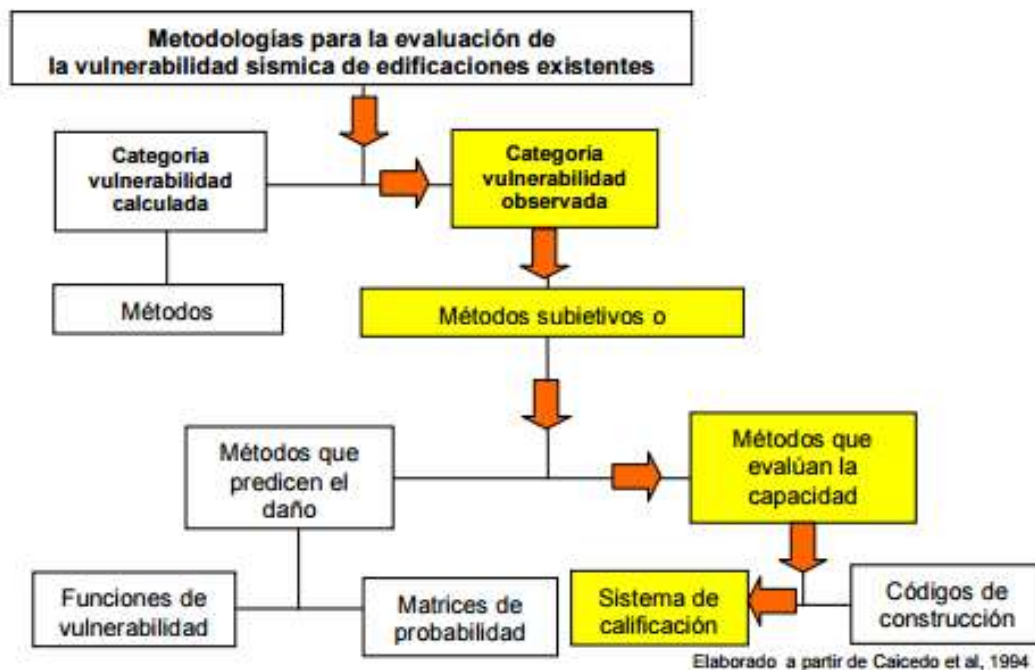 Metodologías para la evaluación de
la vulnerabilidad sísmica de edificaciones existentes
Categoría
vulnerabilidad
calculada
Categoría
vulnerabilidad
observada
Métodos
Métodos subietivos o
Métodos que
predicen el
daño
Métodos que
evalúan la
capacidad
Funciones de
vulnerabilidad
Matrices de
probabilidad
Sistema de
calificación
Códigos de
construcción
Elaborado a partir de Caicedo et al, 1994